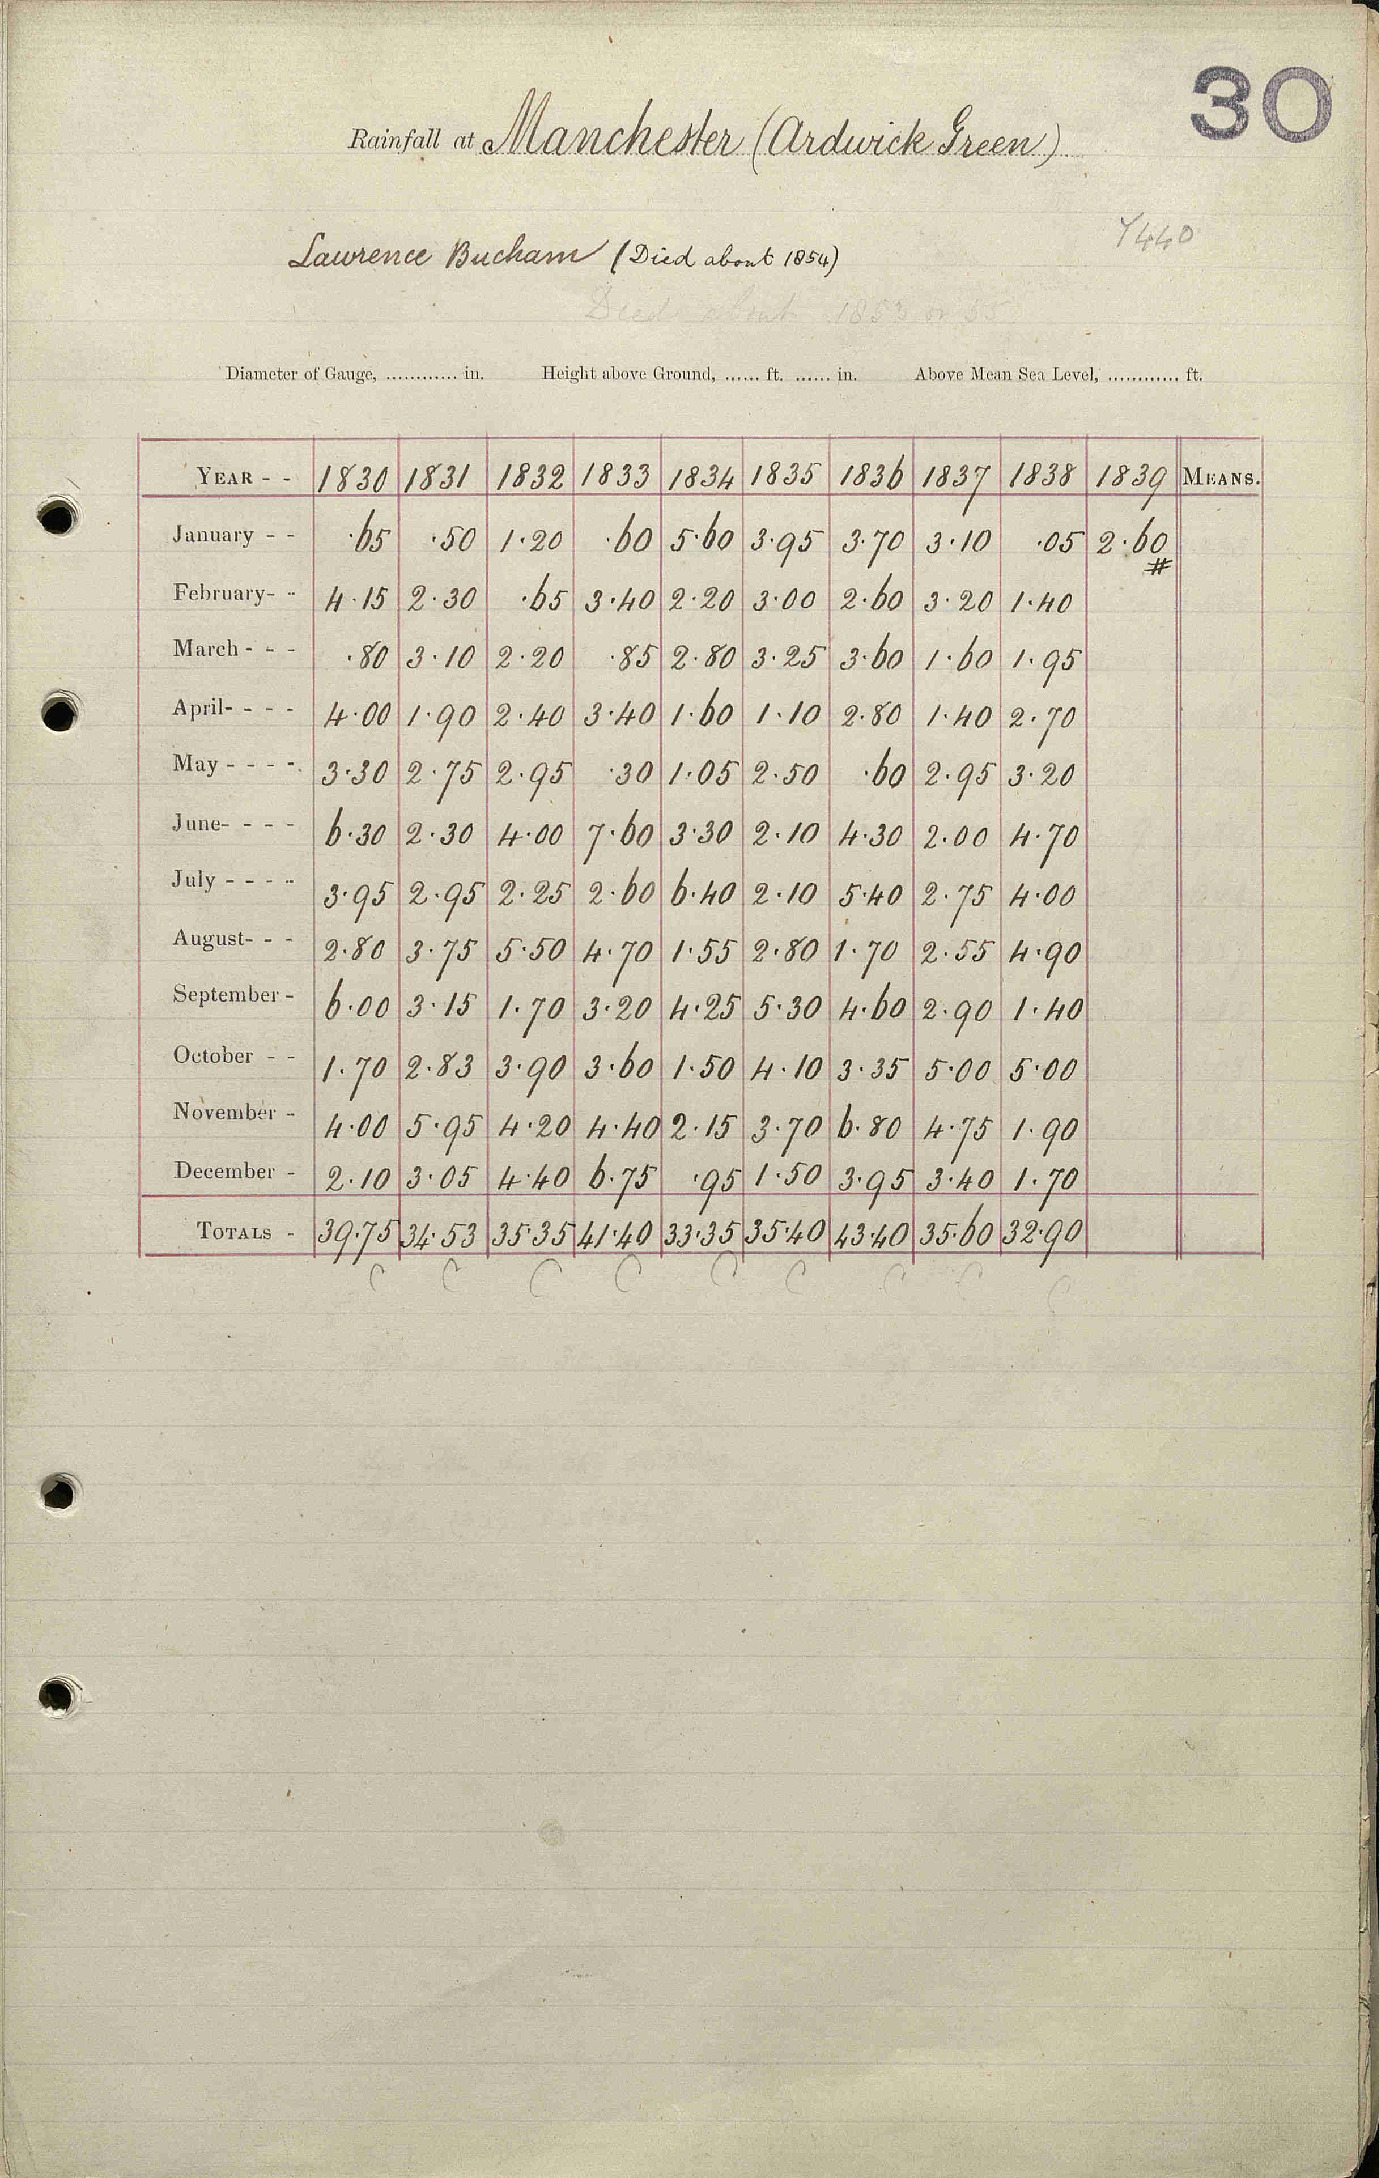 30
Rainfall at Manchester (Ardwick Green)
Y440
Lawrence Bucham (Died about 1854)
Died about 1853 or 55
Diameter of Gauge, ............ in. Height above Ground, ...... ft. ...... in. Above Mean Sea Level, ............ ft.
YEAR - - 1830 1831 1832 1833 1834 1835 1836 1837 1838 1839 MEANS.
January - - ·65 ·50 1·20 ·60 5·60 3·95 3·70 3·10 ·05 2·60
#
February- - 4·15 2·30 ·65 3·40 2·20 3·00 2·60 3·20 1·40
March - - - ·80 3·10 2·20 ·85 2·80 3·25 3·60 1·60 1·95
April- - - - 4·00 1·90 2·40 3·40 1·60 1·10 2·80 1·40 2·70
May - - - - 3·30 2·75 2·95 ·30 1·05 2·50 ·60 2·95 3·20
June- - - - 6·30 2·30 4·00 7·60 3·30 2·10 4·30 2·00 4·70
July - - - - 3·95 2·95 2·25 2·60 6·40 2·10 5·40 2·75 4·00
August- - - 2·80 3·75 5·50 4·70 1·55 2·80 1·70 2·55 4·90
September - 6·00 3·15 1·70 3·20 4·25 5·30 4·60 2·90 1·40
October - - 1·70 2·83 3·90 3·60 1·50 4·10 3·35 5·00 5·00
November - 4·00 5·95 4·20 4·40 2·15 3·70 6·80 4·75 1·90
December - 2·10 3·05 4·40 6·75 ·95 1·50 3·95 3·40 1·70
TOTALS - 39·75 34·53 35·35 41·40 33·35 35·40 43·40 35·60 32·90
C C C C C C C C C